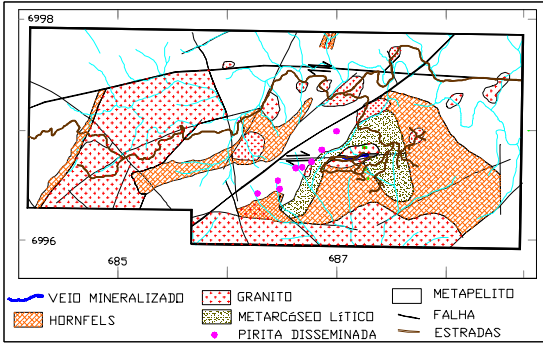 6998
6996
685
687
VEIO MINERALIZADO
GRANITO
METAPELITO
HORNFELS
METARCÓSEO LíTICO
FALHA
PIRITA DISSEMINADA
ESTRADAS